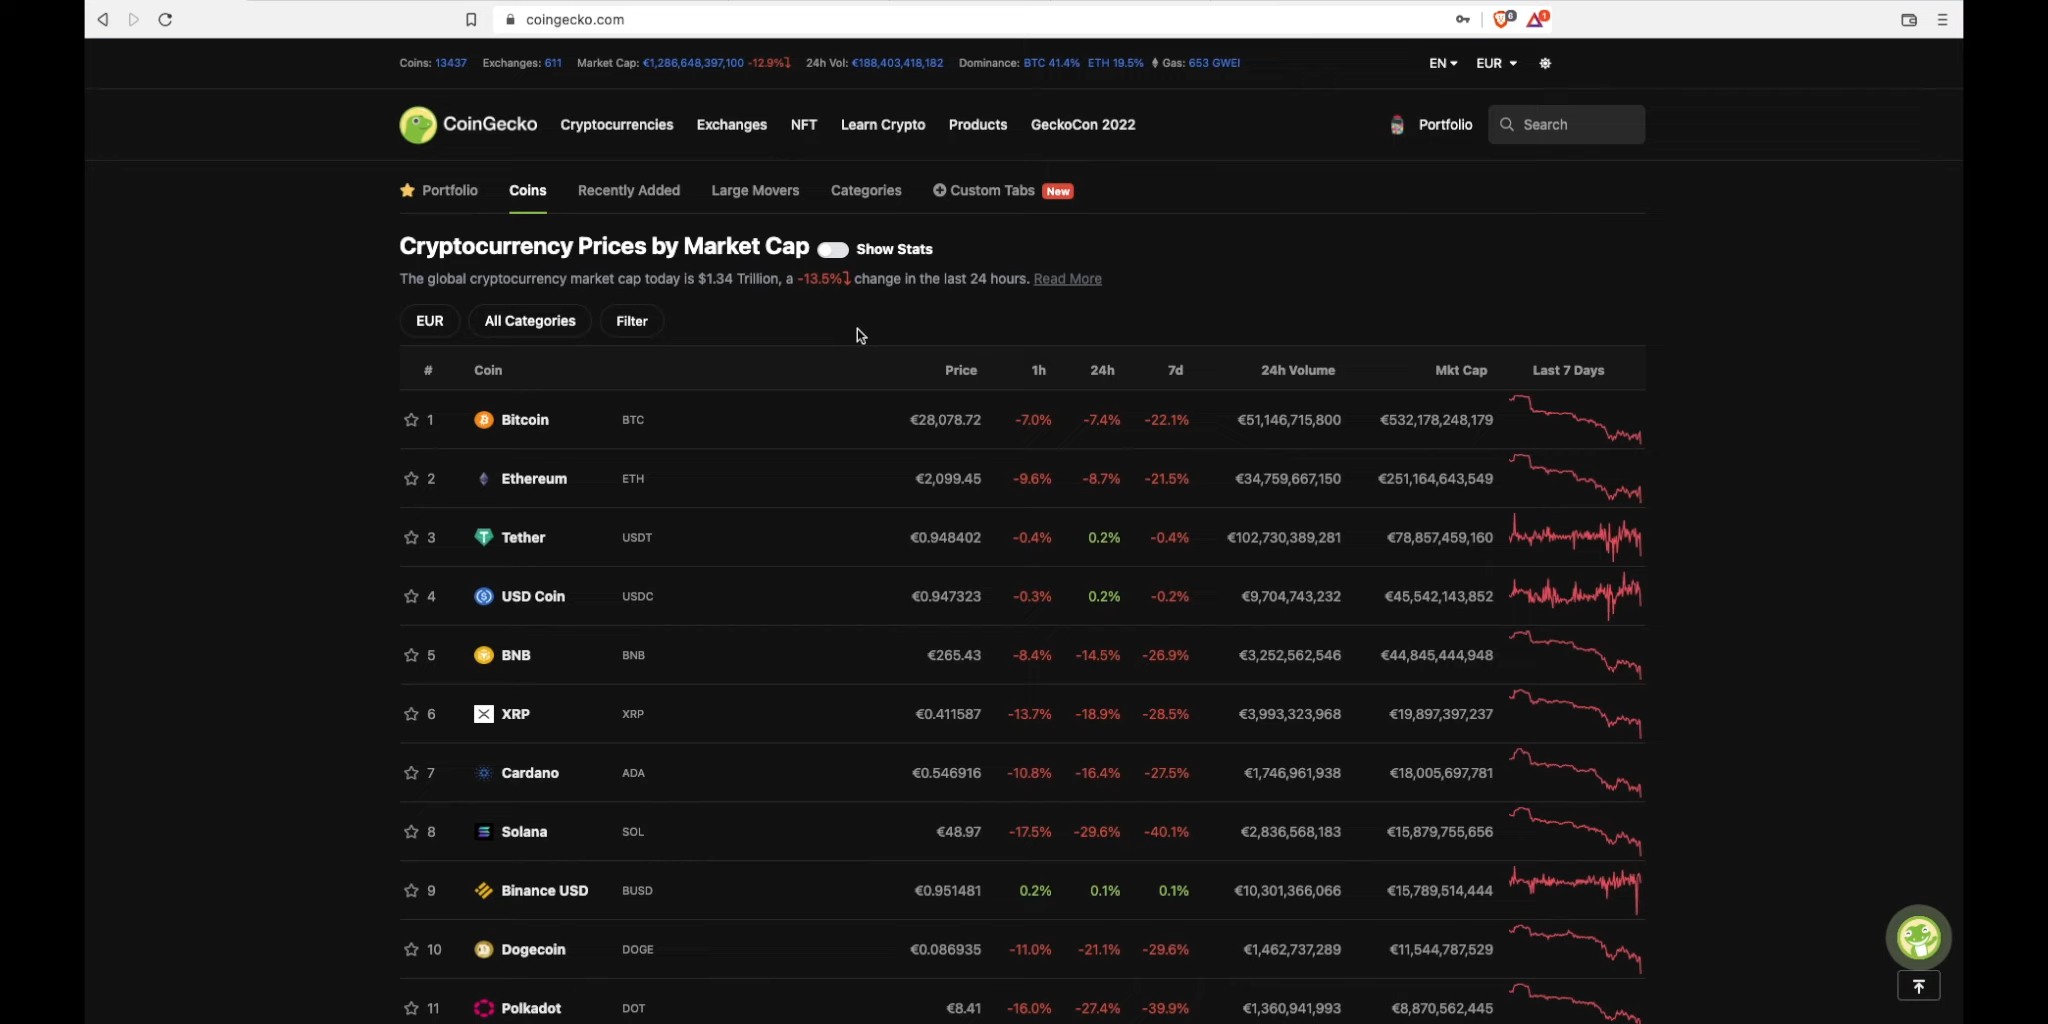 coingecko.com
6
1
Coins: 13437 Exchanges: 611 Market Cap: €1,286,648,397,100 -12.9% 24h Vol: €188,403,418,182 Dominance: BTC 41.4% ETH 19.5% Gas: 653 GWEI EN EUR
CoinGecko Cryptocurrencies Exchanges NFT Learn Crypto Products GeckoCon 2022 Portfolio Search
Portfolio Coins Recently Added Large Movers Categories Custom Tabs New
Cryptocurrency Prices by Market Cap Show Stats
The global cryptocurrency market cap today is $1.34 Trillion, a -13.5% change in the last 24 hours. Read More
EUR All Categories Filter
# Coin Price 1h 24h 7d 24h Volume Mkt Cap Last 7 Days
1 Bitcoin BTC €28,078.72 -7.0% -7.4% -22.1% €51,146,715,800 €532,178,248,179
2 Ethereum ETH €2,099.45 -9.6% -8.7% -21.5% €34,759,667,150 €251,164,643,549
3 Tether USDT €0.948402 -0.4% 0.2% -0.4% €102,730,389,281 €78,857,459,160
4 USD Coin USDC €0.947323 -0.3% 0.2% -0.2% €9,704,743,232 €45,542,143,852
5 BNB BNB €265.43 -8.4% -14.5% -26.9% €3,252,562,546 €44,845,444,948
6 XRP XRP €0.411587 -13.7% -18.9% -28.5% €3,993,323,968 €19,897,397,237
7 Cardano ADA €0.546916 -10.8% -16.4% -27.5% €1,746,961,938 €18,005,697,781
8 Solana SOL €48.97 -17.5% -29.6% -40.1% €2,836,568,183 €15,879,755,656
9 Binance USD BUSD €0.951481 0.2% 0.1% 0.1% €10,301,366,066 €15,789,514,444
10 Dogecoin DOGE €0.086935 -11.0% -21.1% -29.6% €1,462,737,289 €11,544,787,529
11 Polkadot DOT €8.41 -16.0% -27.4% -39.9% €1,360,941,993 €8,870,562,445